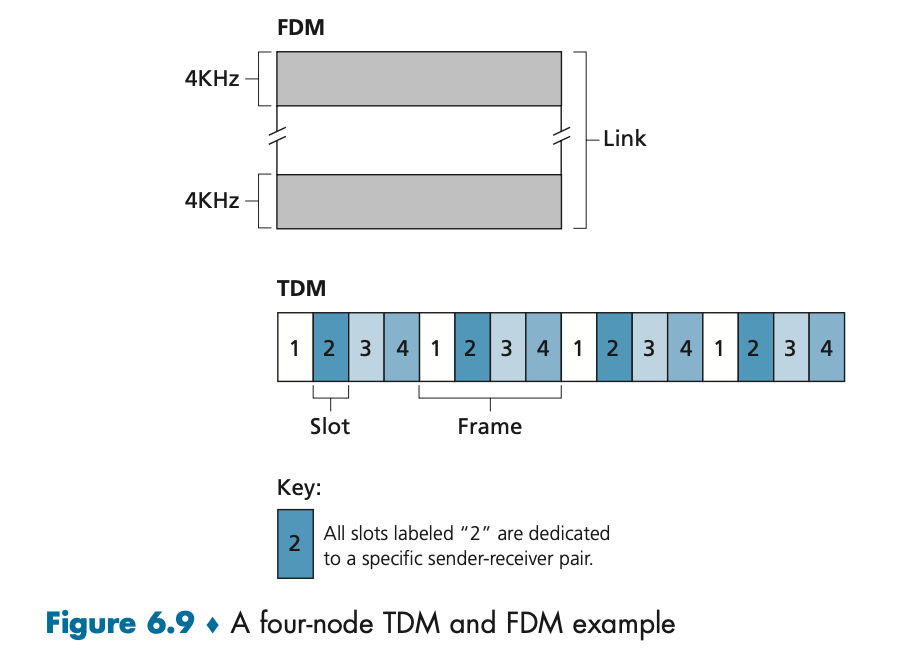 FDM
4KHz
Link
4KHz
TDM
1 2 3 4 1 2 3 4 1 2 3 4 1 2 3 4
Slot
Frame
Key:
2
All slots labeled “2” are dedicated
to a specific sender-receiver pair.
Figure 6.9 ♦ A four-node TDM and FDM example